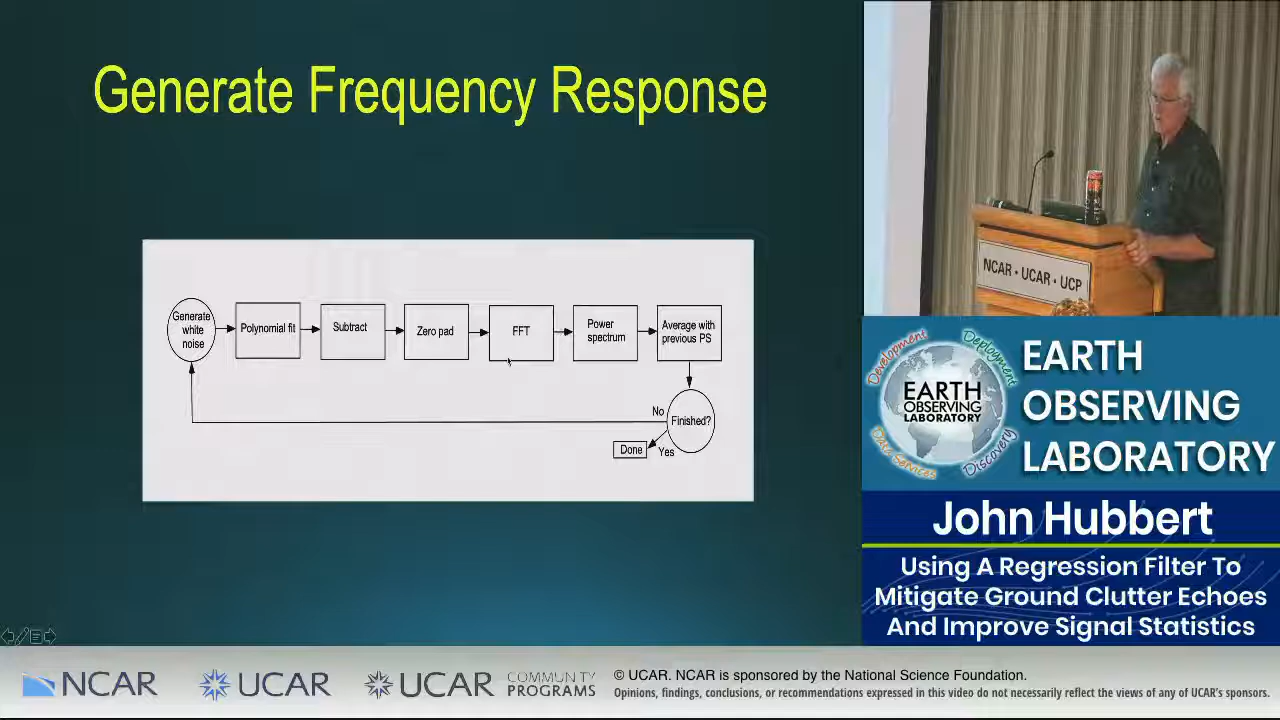 Generate Frequency Response
Generate
white
noise
Polynomial fit
Subtract
Zero pad
FFT
Power
spectrum
Average with
previous PS
No
Finished?
Done
Yes
NCAR • UCAR • UCP
Development
Deployment
EARTH
OBSERVING
LABORATORY
Data Services
Discovery
EARTH
OBSERVING
LABORATORY
John Hubbert
Using A Regression Filter To
Mitigate Ground Clutter Echoes
And Improve Signal Statistics
NCAR
UCAR
UCAR
COMMUNITY
PROGRAMS
© UCAR. NCAR is sponsored by the National Science Foundation.
Opinions, findings, conclusions, or recommendations expressed in this video do not necessarily reflect the views of any of UCAR's sponsors.